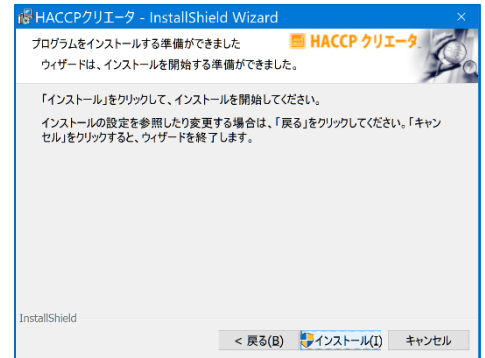 HACCPクリエータ - InstallShield Wizard
プログラムをインストールする準備ができました
HACCP クリエータ
ウィザードは、インストールを開始する準備ができました。
「インストール」をクリックして、インストールを開始してください。
インストールの設定を参照したり変更する場合は、「戻る」をクリックしてください。「キャン
セル」をクリックすると、ウィザードを終了します。
InstallShield
< 戻る(B) インストール(I) キャンセル